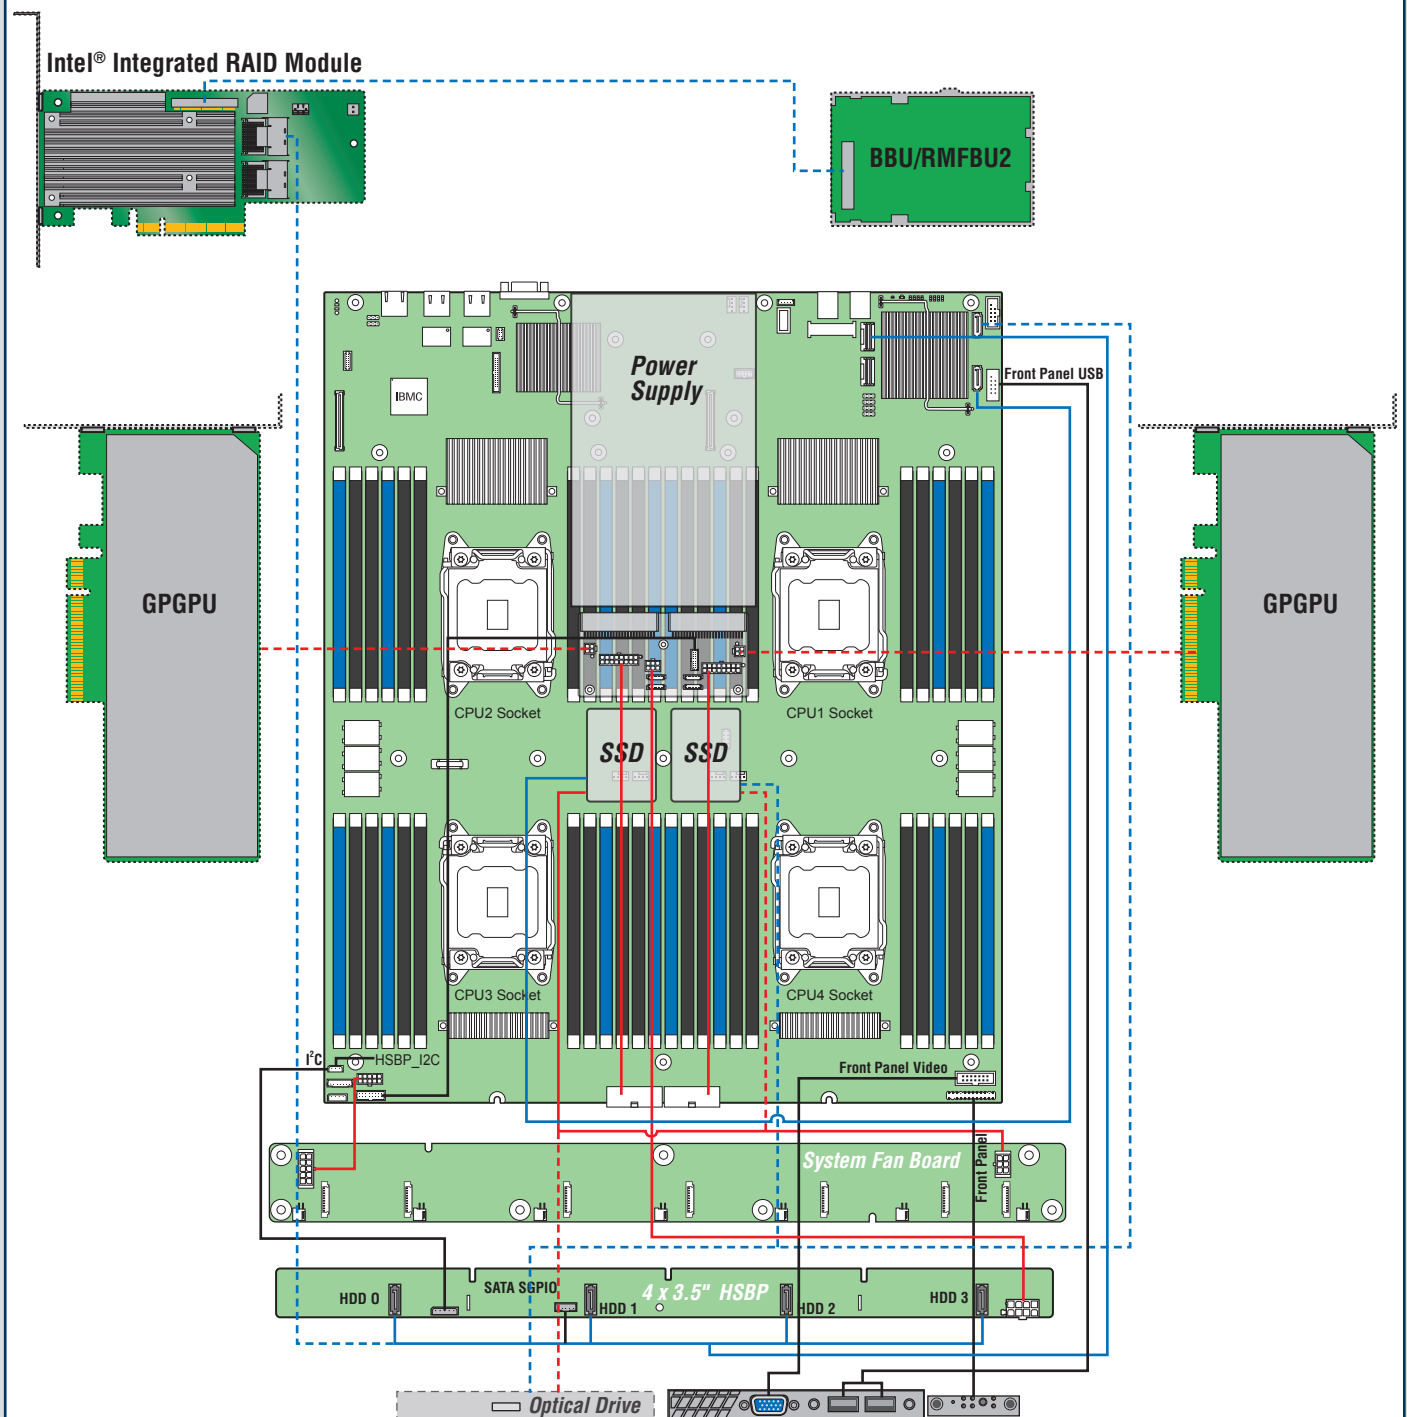 Intel® Integrated RAID Module
BBU/RMFBU2
Power
Supply
Front Panel USB
IBMC
GPGPU
GPGPU
CPU2 Socket
CPU1 Socket
SSD
SSD
CPU3 Socket
CPU4 Socket
I²C
HSBP_I2C
Front Panel Video
System Fan Board
Front Panel
SATA SGPIO
4 x 3.5" HSBP
HDD 0
HDD 1
HDD 2
HDD 3
Optical Drive